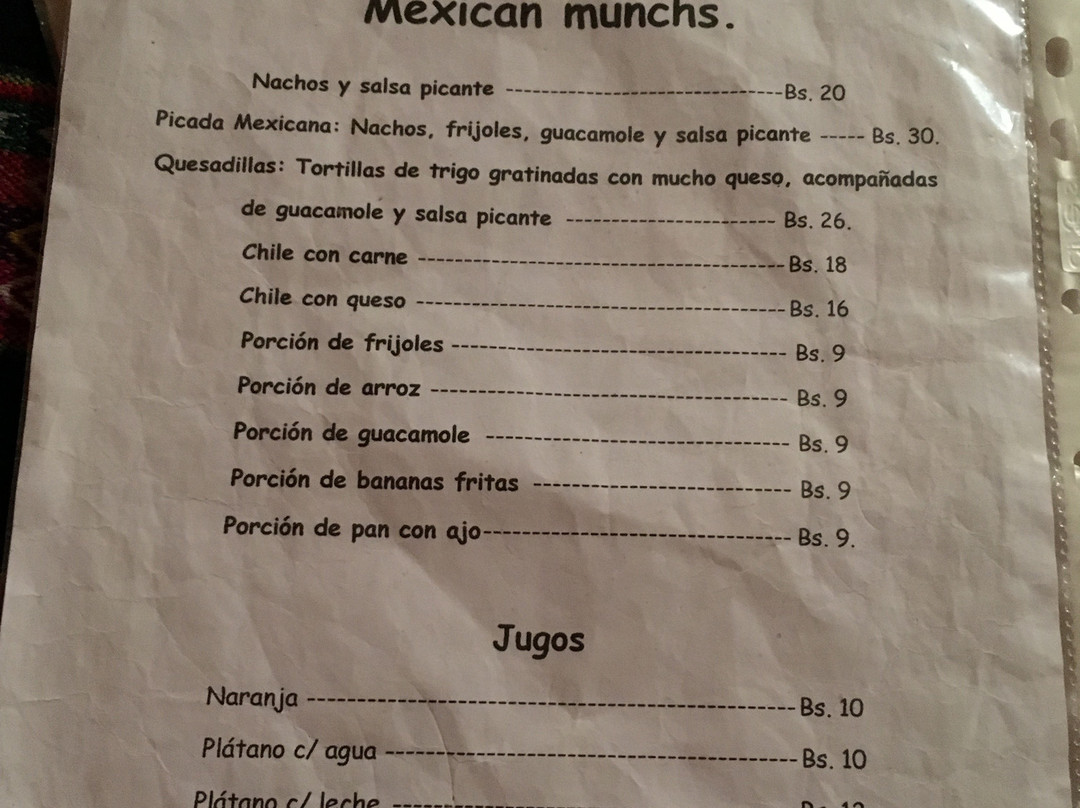 Mexican munchs.
Nachos y salsa picante -----------------------------------Bs. 20
Picada Mexicana: Nachos, frijoles, guacamole y salsa picante ----- Bs. 30.
Quesadillas: Tortillas de trigo gratinadas con mucho queso, acompañadas
de guacamole y salsa picante -------------------------- Bs. 26.
Chile con carne ----------------------------------------------Bs. 18
Chile con queso ----------------------------------------------Bs. 16
Porción de frijoles ------------------------------------------ Bs. 9
Porción de arroz --------------------------------------------- Bs. 9
Porción de guacamole -------------------------------------- Bs. 9
Porción de bananas fritas --------------------------------- Bs. 9
Porción de pan con ajo--------------------------------------- Bs. 9.
Jugos
Naranja -------------------------------------------------------------Bs. 10
Plátano c/ agua ----------------------------------------------------Bs. 10
Plátano c/ leche ----------